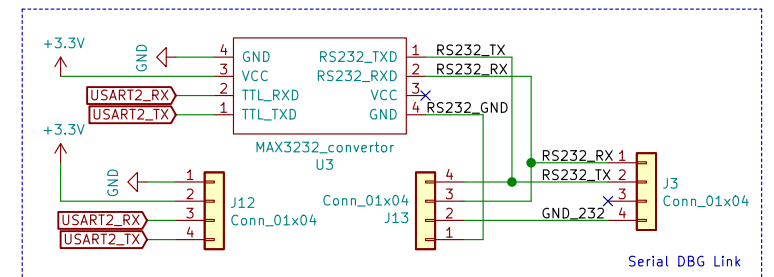 +3.3V
GND
4 GND RS232_TXD 1 RS232_TX
3 VCC RS232_RXD 2 RS232_RX
USART2_RX 2 TTL_RXD VCC 3
USART2_TX 1 TTL_TXD GND 4 RS232_GND
+3.3V
MAX3232_convertor
U3
RS232_RX 1
GND 1 4 RS232_TX 2 J3
2 J12 Conn_01x04 3 3 Conn_01x04
USART2_RX 3 Conn_01x04 J13 2 GND_232 4
USART2_TX 4 1
Serial DBG Link